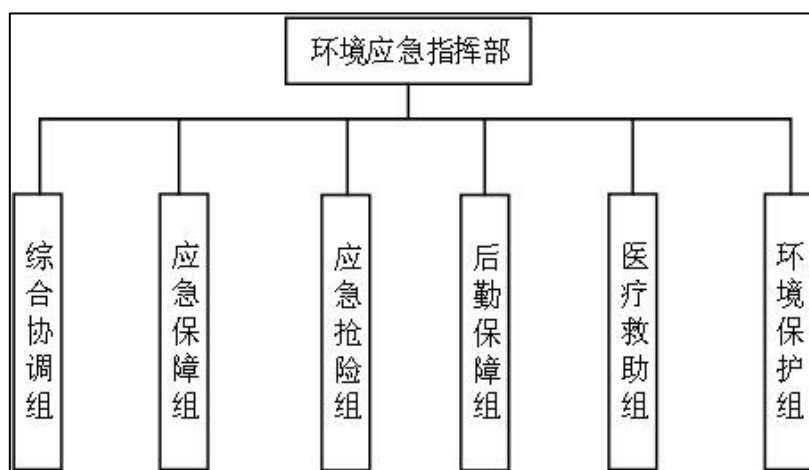 环境应急指挥部
综合协调组
应急保障组
应急抢险组
后勤保障组
医疗救助组
环境保护组